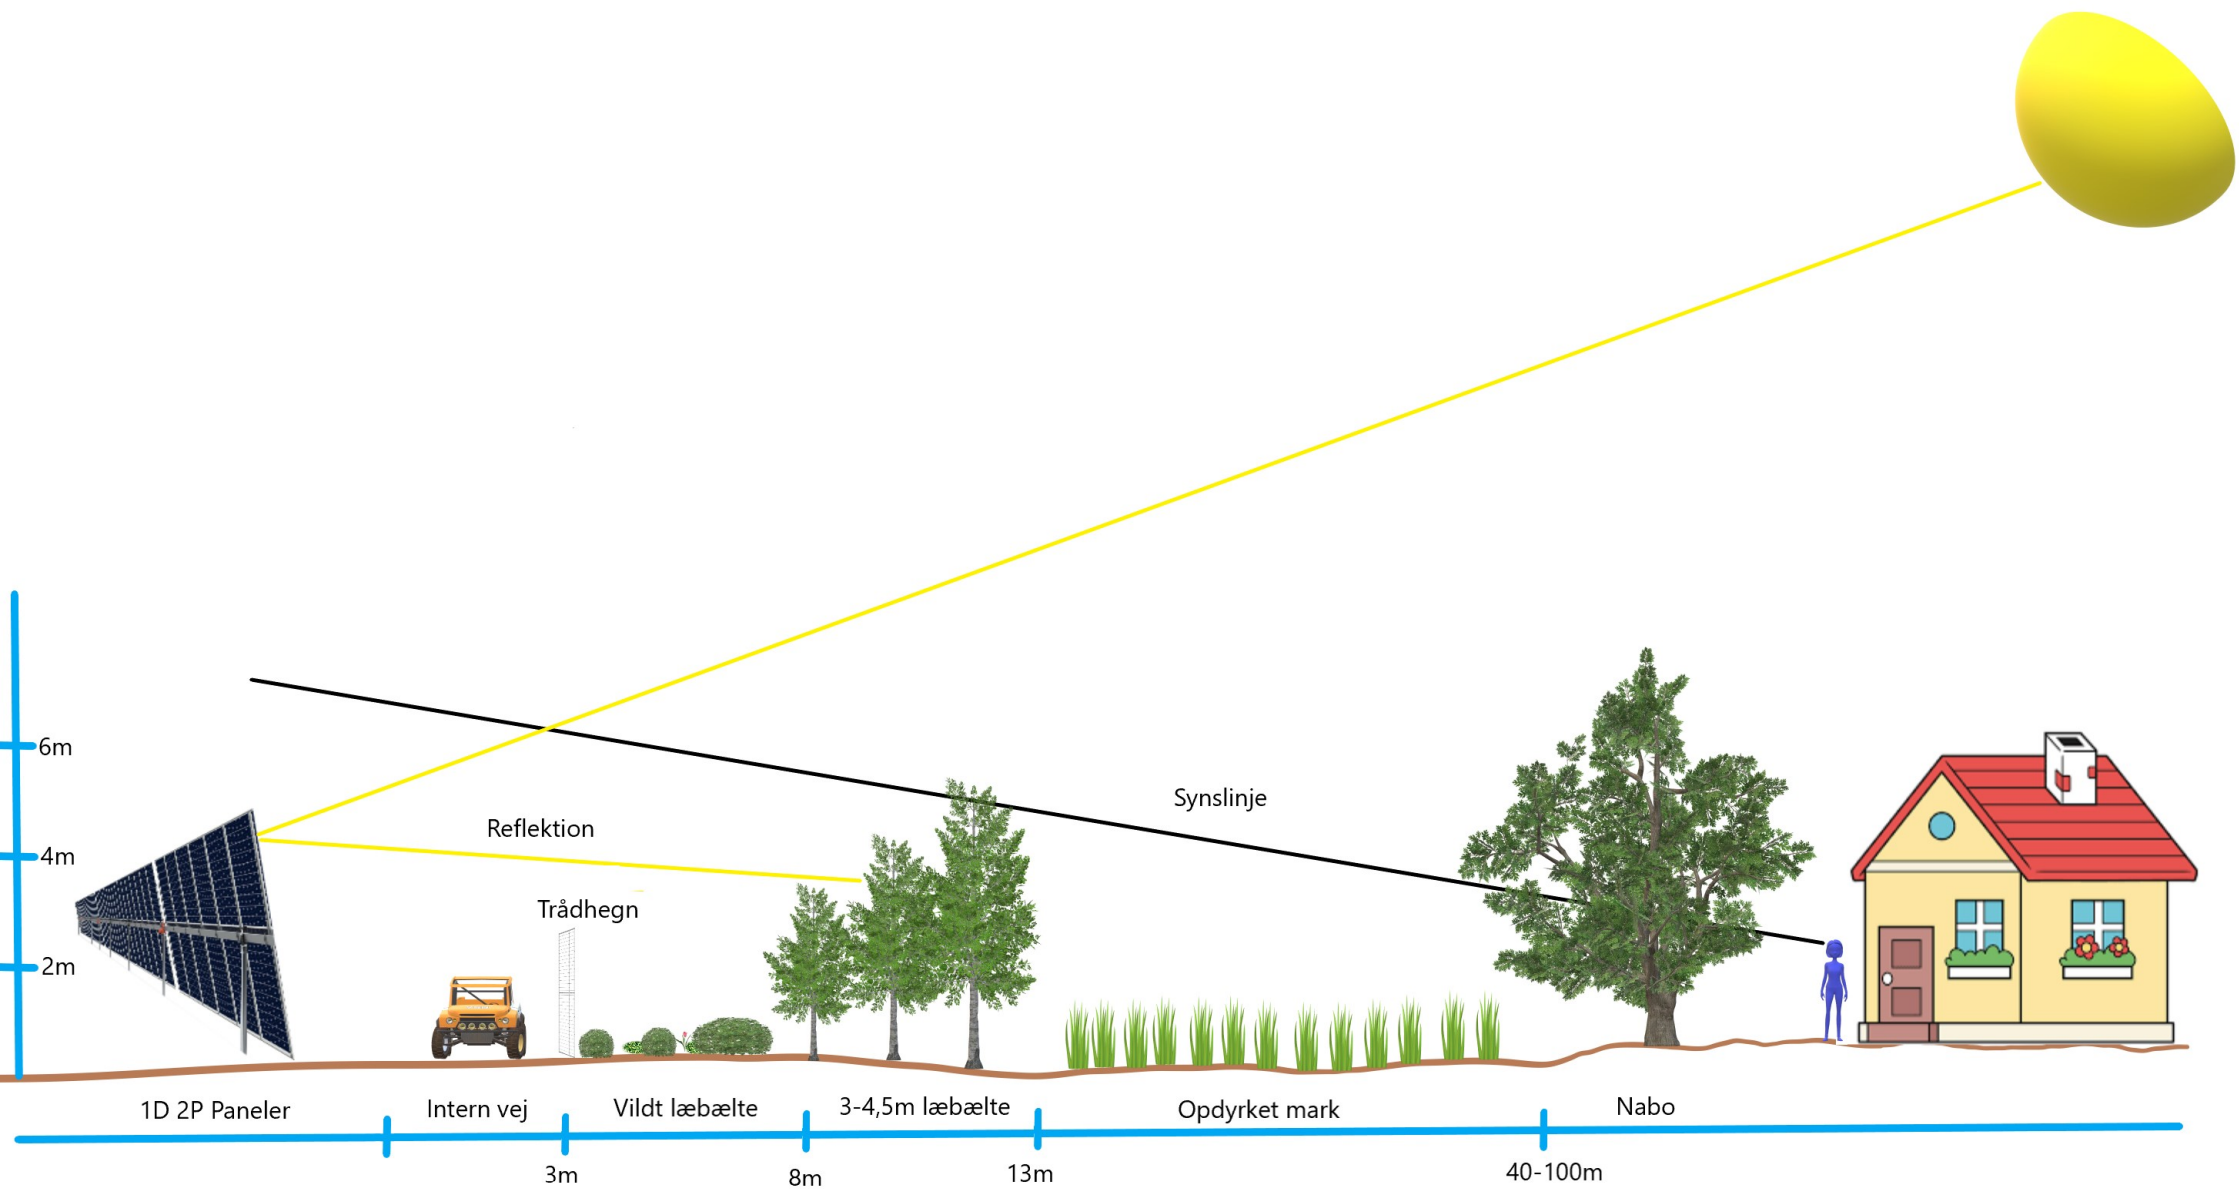 Synslinje
6m
Reflektion
4m
Trådhegn
2m
1D 2P Paneler
Intern vej
Vildt læbælte
3-4,5m læbælte
Opdyrket mark
Nabo
3m
8m
13m
40-100m